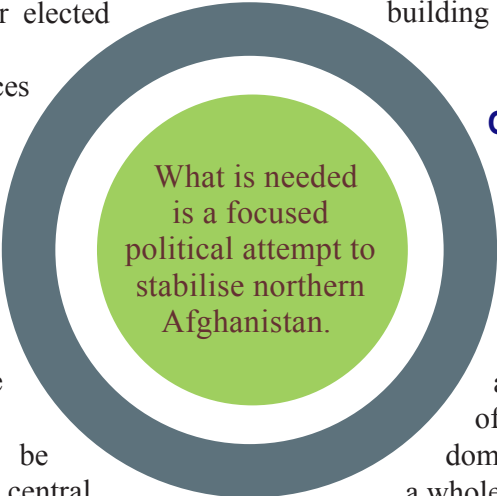 r elected
building
ces
What is needed
is a focused
political attempt to
stabilise northern
Afghanistan.
e
a
of
be
dom
central
a whole